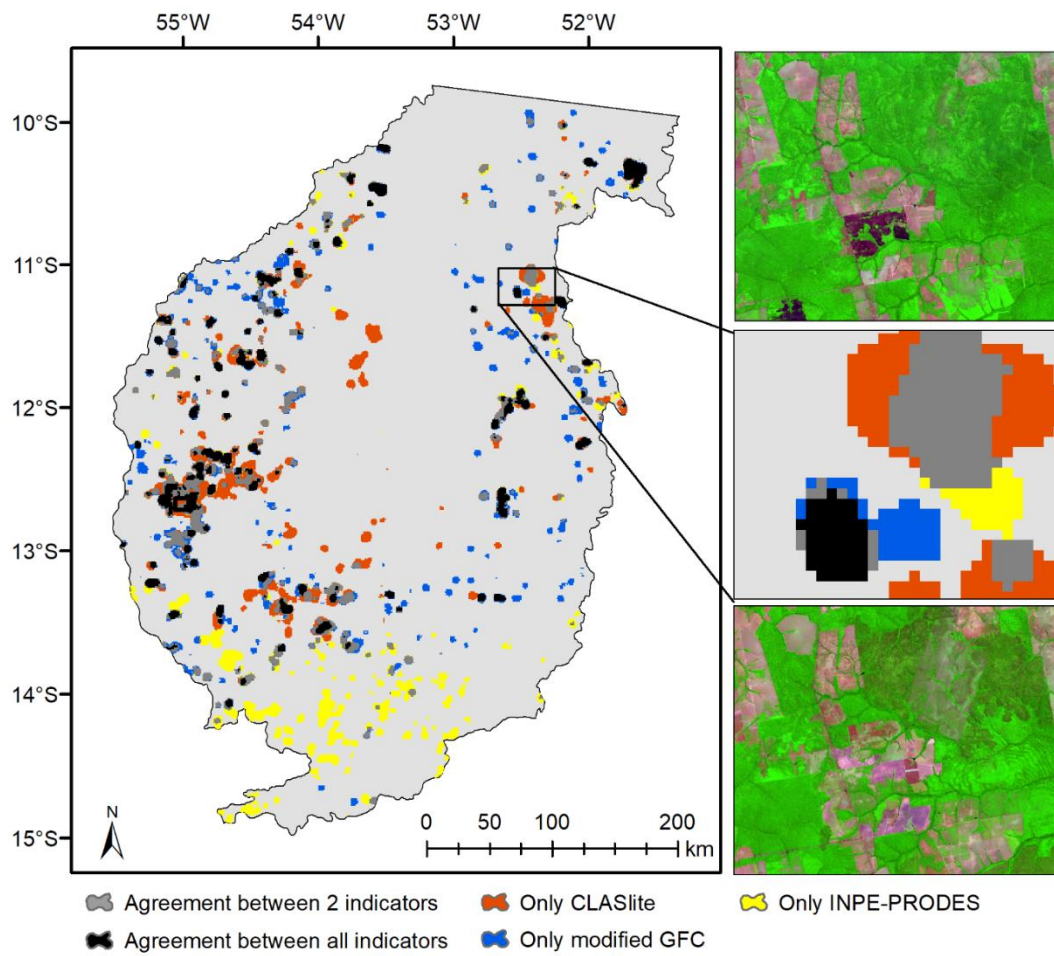 55°W 54°W 53°W 52°W
10°S
11°S
12°S
13°S
14°S
15°S
N
0 50 100 200
km
Agreement between 2 indicators Only CLASlite Only INPE-PRODES
Agreement between all indicators Only modified GFC